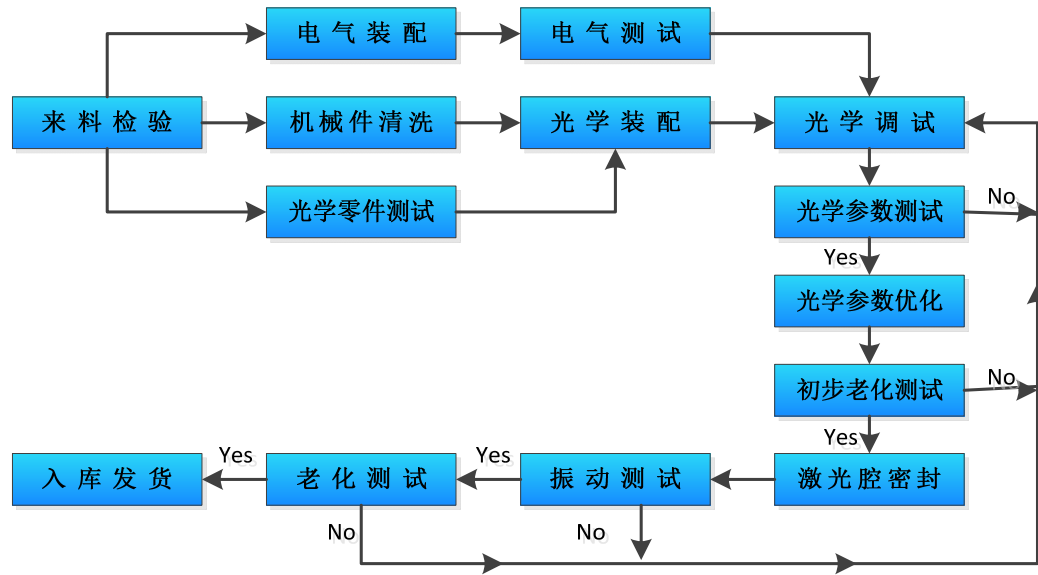 电气装配
电气测试
来料检验
机械件清洗
光学装配
光学调试
光学零件测试
光学参数测试
No
Yes
光学参数优化
初步老化测试
No
Yes
入库发货
Yes
老化测试
Yes
振动测试
激光腔密封
No
No